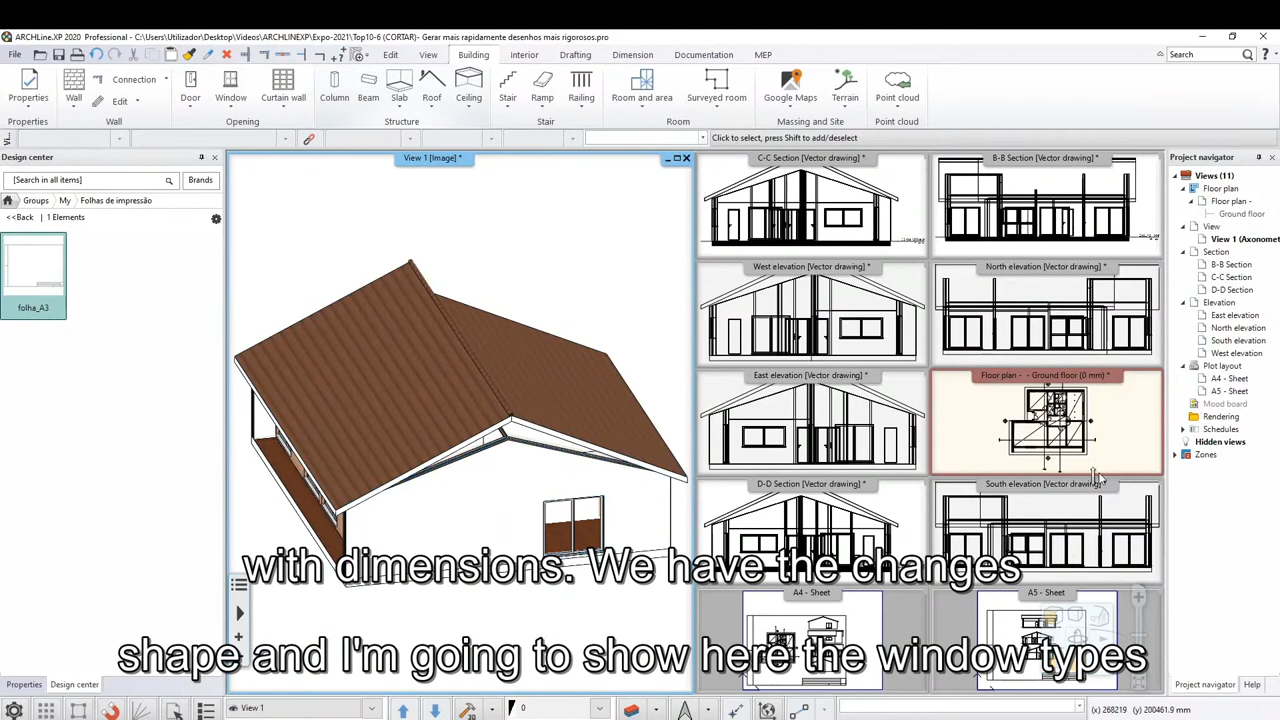 ARCHLine.XP 2020 Professional - C:\Users\Utilizador\Desktop\Videos\ARCHLINEXP\Expo-2021\Top10-6 (CORTAR)- Gerar mais rapidamente desenhos mais rigorosos.pro
File Edit View Building Interior Drafting Dimension Documentation MEP Search
Properties Wall Connection Edit Door Window Curtain wall Column Beam Slab Roof Ceiling Stair Ramp Railing Room and area Surveyed room Google Maps Terrain Point cloud
Properties Wall Opening Structure Stair Room Massing and Site Point cloud
Click to select, press Shift to add/deselect
Design center
[Search in all items] Brands
Groups My Folhas de impressão
<<Back 1 Elements
folha_A3
View 1 [Image] *
C-C Section [Vector drawing] *
B-B Section [Vector drawing] *
West elevation [Vector drawing] *
North elevation [Vector drawing] *
East elevation [Vector drawing] *
Floor plan - - Ground floor (0 mm) *
D-D Section [Vector drawing] *
South elevation [Vector drawing] *
A4 - Sheet
A5 - Sheet
Project navigator
Views (11)
Floor plan
Floor plan -
Ground floor
View
View 1 (Axonomet
Section
B-B Section
C-C Section
D-D Section
Elevation
East elevation
North elevation
South elevation
West elevation
Plot layout
A4 - Sheet
A5 - Sheet
Mood board
Rendering
Schedules
Hidden views
Zones
with dimensions. We have the changes
shape and I'm going to show here the window types
Properties Design center
Project navigator Help
View 1
0
(x) 268219 (y) 200461.9 mm